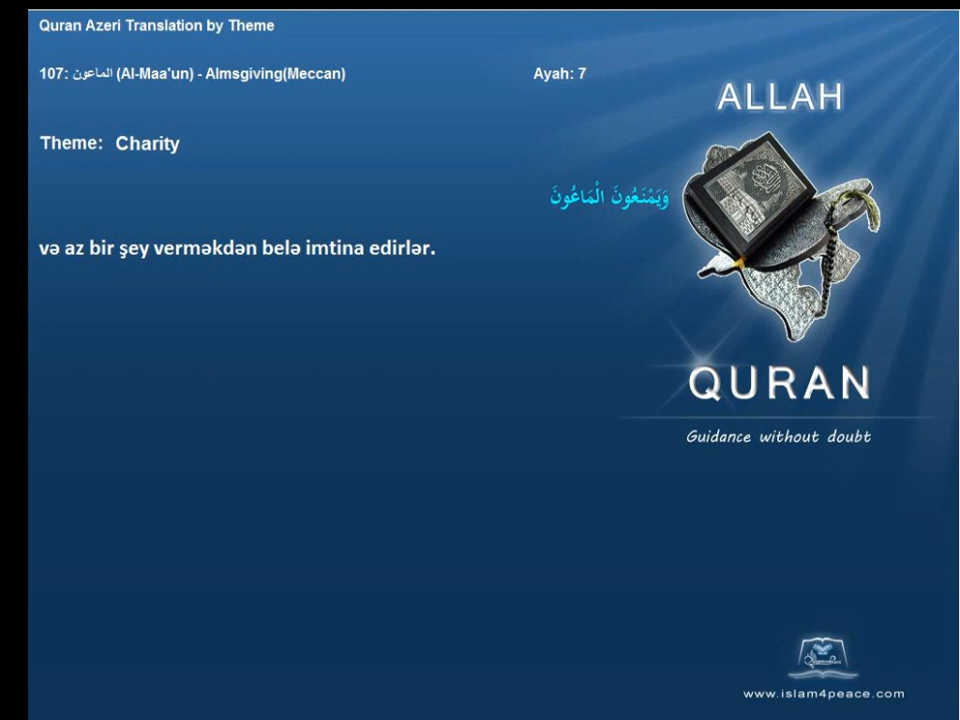 Quran Azeri Translation by Theme
107: الماعون (Al-Maa'un) - Almsgiving(Meccan) Ayah: 7
ALLAH
Theme: Charity
وَيَمْنَعُونَ الْمَاعُونَ
və az bir şey verməkdən belə imtina edirlər.
QURAN
Guidance without doubt
www.islam4peace.com